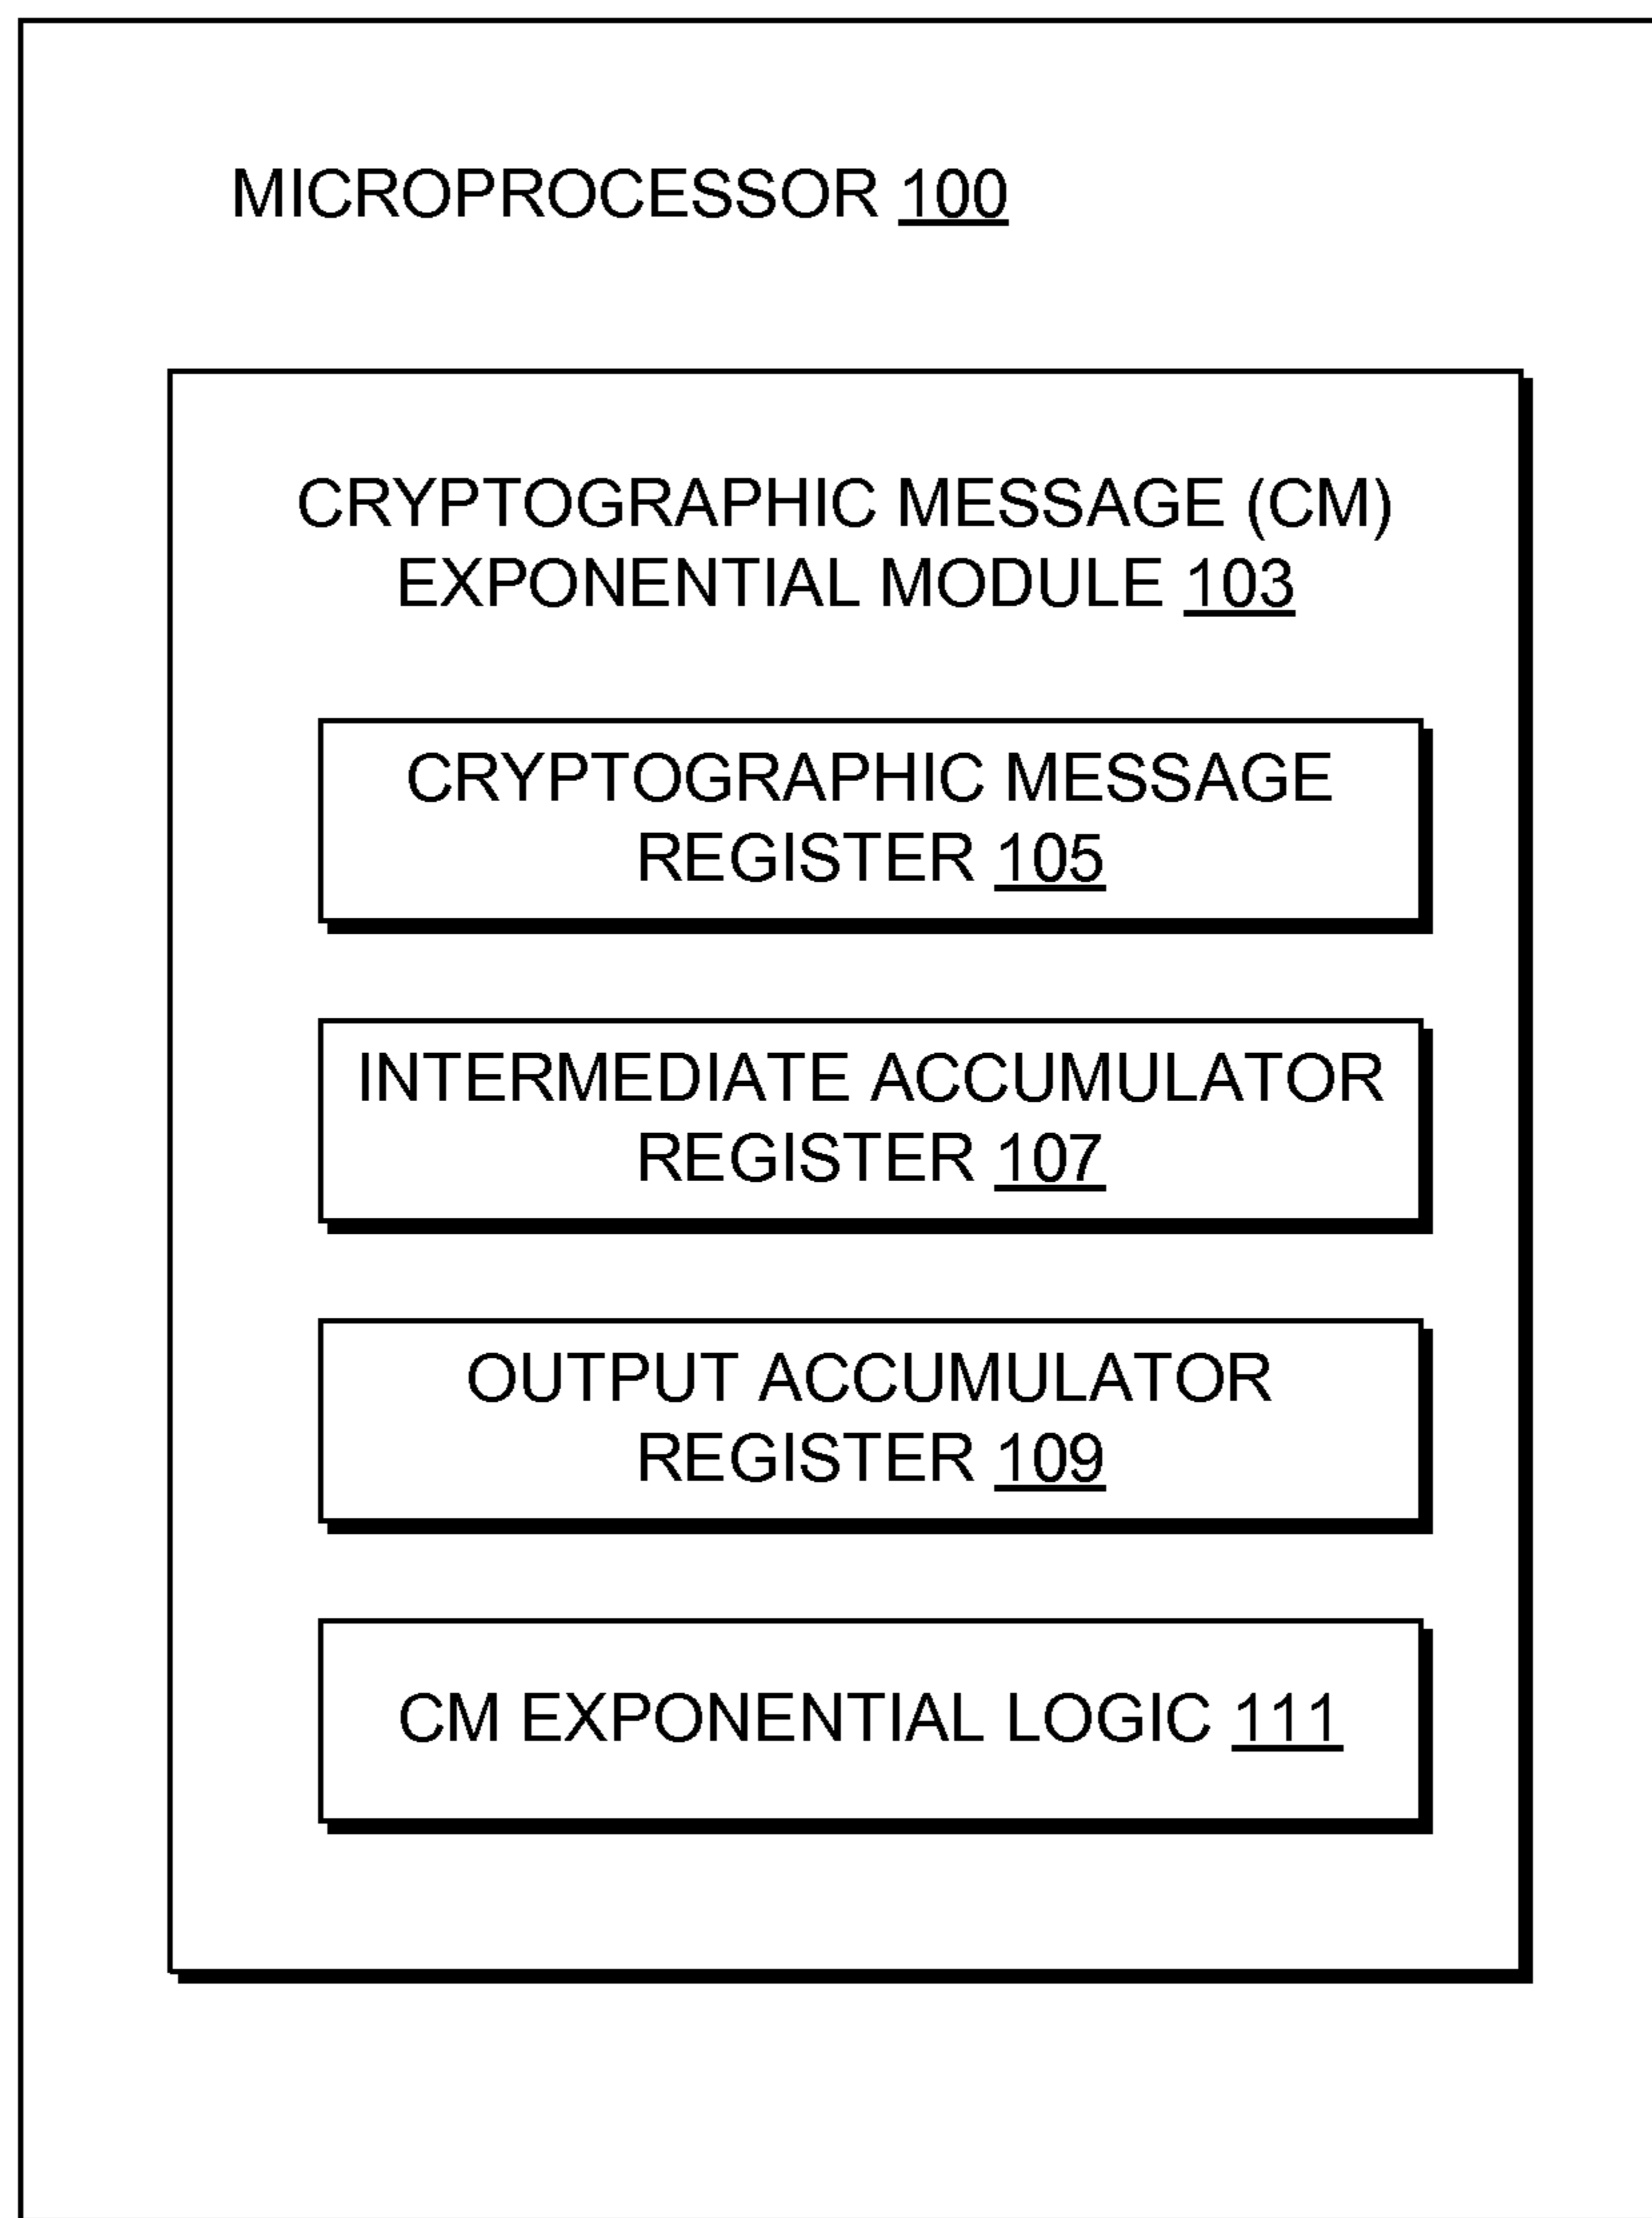 MICROPROCESSOR 100
CRYPTOGRAPHIC MESSAGE (CM)
EXPONENTIAL MODULE 103
CRYPTOGRAPHIC MESSAGE
REGISTER 105
INTERMEDIATE ACCUMULATOR
REGISTER 107
OUTPUT ACCUMULATOR
REGISTER 109
CM EXPONENTIAL LOGIC 111